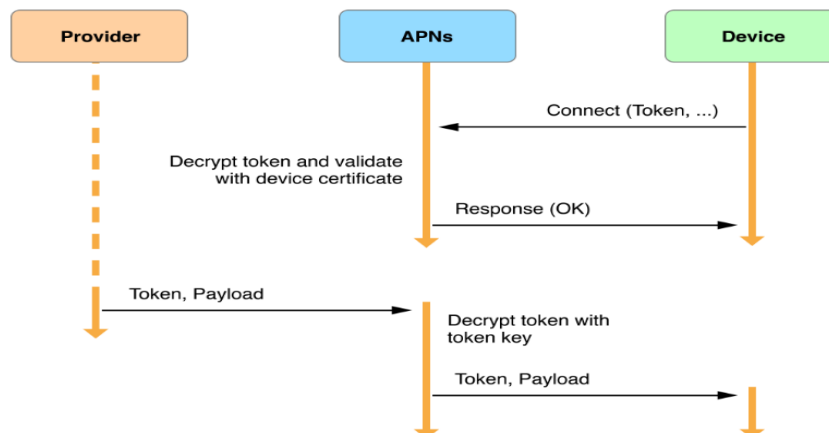 Provider
APNs
Device
Connect (Token, ...)
Decrypt token and validate
with device certificate
Response (OK)
Token, Payload
Decrypt token with
token key
Token, Payload